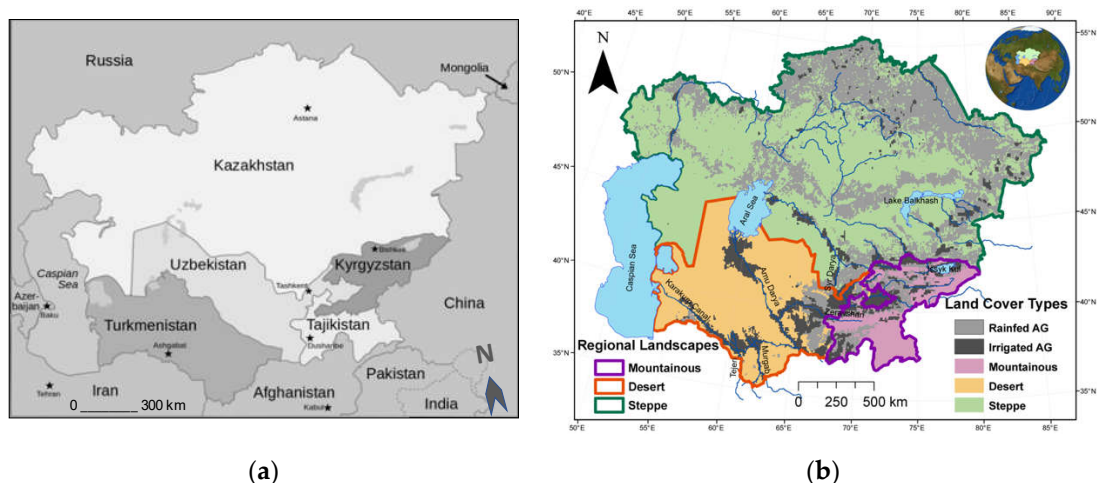 Russia
Mongolia
Astana
Kazakhstan
Bishkek
Caspian
Sea
Uzbekistan
Kyrgyzstan
Azer-
baijan
Baku
Tashkent
China
Turkmenistan
Tajikistan
Ashgabat
Dushanbe
N
Tehran
Iran
Afghanistan
Pakistan
Kabul
India
0 300 km
(a)
N
50°E 55°E 60°E 65°E 70°E 75°E 80°E 85°E 90°E
55°N
50°N
50°N
45°N
45°N
40°N
40°N
35°N
35°N
Aral Sea
Lake Balkhash
Caspian Sea
Syr Darya
Issyk Kul
Amu Darya
Karakum Canal
Zeravshan
Tejen
Murgab
Regional Landscapes
Mountainous
Desert
Steppe
0 250 500 km
Land Cover Types
Rainfed AG
Irrigated AG
Mountainous
Desert
Steppe
50°E 55°E 60°E 65°E 70°E 75°E 80°E 85°E
(b)